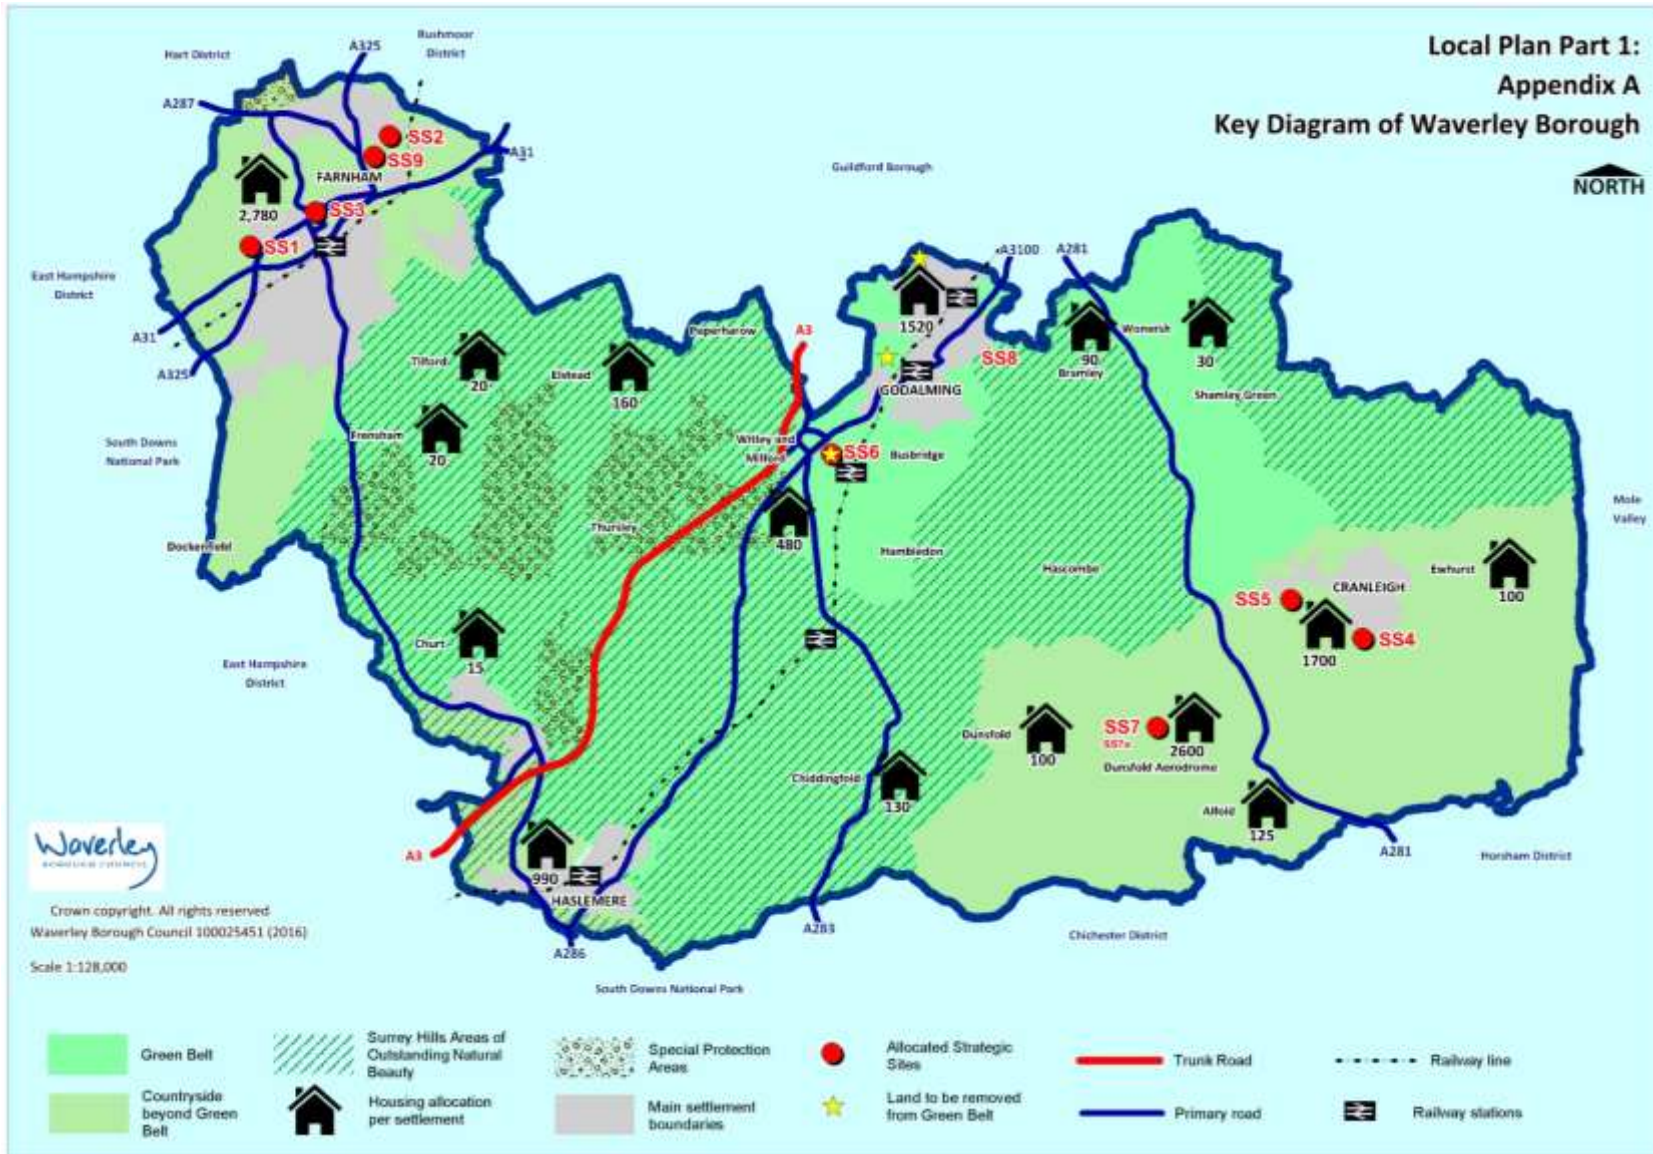 Local Plan Part 1:
Appendix A
Key Diagram of Waverley Borough
NORTH
Hart District
A325
Rushmoor
District
A287
SS2
SS9
A31
FARNHAM
2,780
SS3
SS1
Guildford Borough
East Hampshire
District
A31
A325
A3100
A281
1520
Peperharow
A3
SS8
90
Bramley
Wonersh
30
Shamley Green
Tilford
20
Elstead
160
GODALMING
South Downs
National Park
Frensham
20
Witley and
Milford
SS6
Busbridge
Mole
Valley
Dockenfield
Thursley
480
Hambledon
Hascombe
CRANLEIGH
Ewhurst
100
SS5
SS4
1700
Churt
15
East Hampshire
District
Dunsfold
100
SS7
SS7a
2600
Dunsfold Aerodrome
Chiddingfold
130
Alfold
125
A3
990
HASLEMERE
A281
Horsham District
A283
A286
Chichester District
South Downs National Park
Waverley
BOROUGH COUNCIL
Crown copyright. All rights reserved
Waverley Borough Council 100025451 (2016)
Scale 1:128,000
Green Belt
Countryside
beyond Green
Belt
Surrey Hills Areas of
Outstanding Natural
Beauty
Housing allocation
per settlement
Special Protection
Areas
Main settlement
boundaries
Allocated Strategic
Sites
Land to be removed
from Green Belt
Trunk Road
Primary road
Railway line
Railway stations